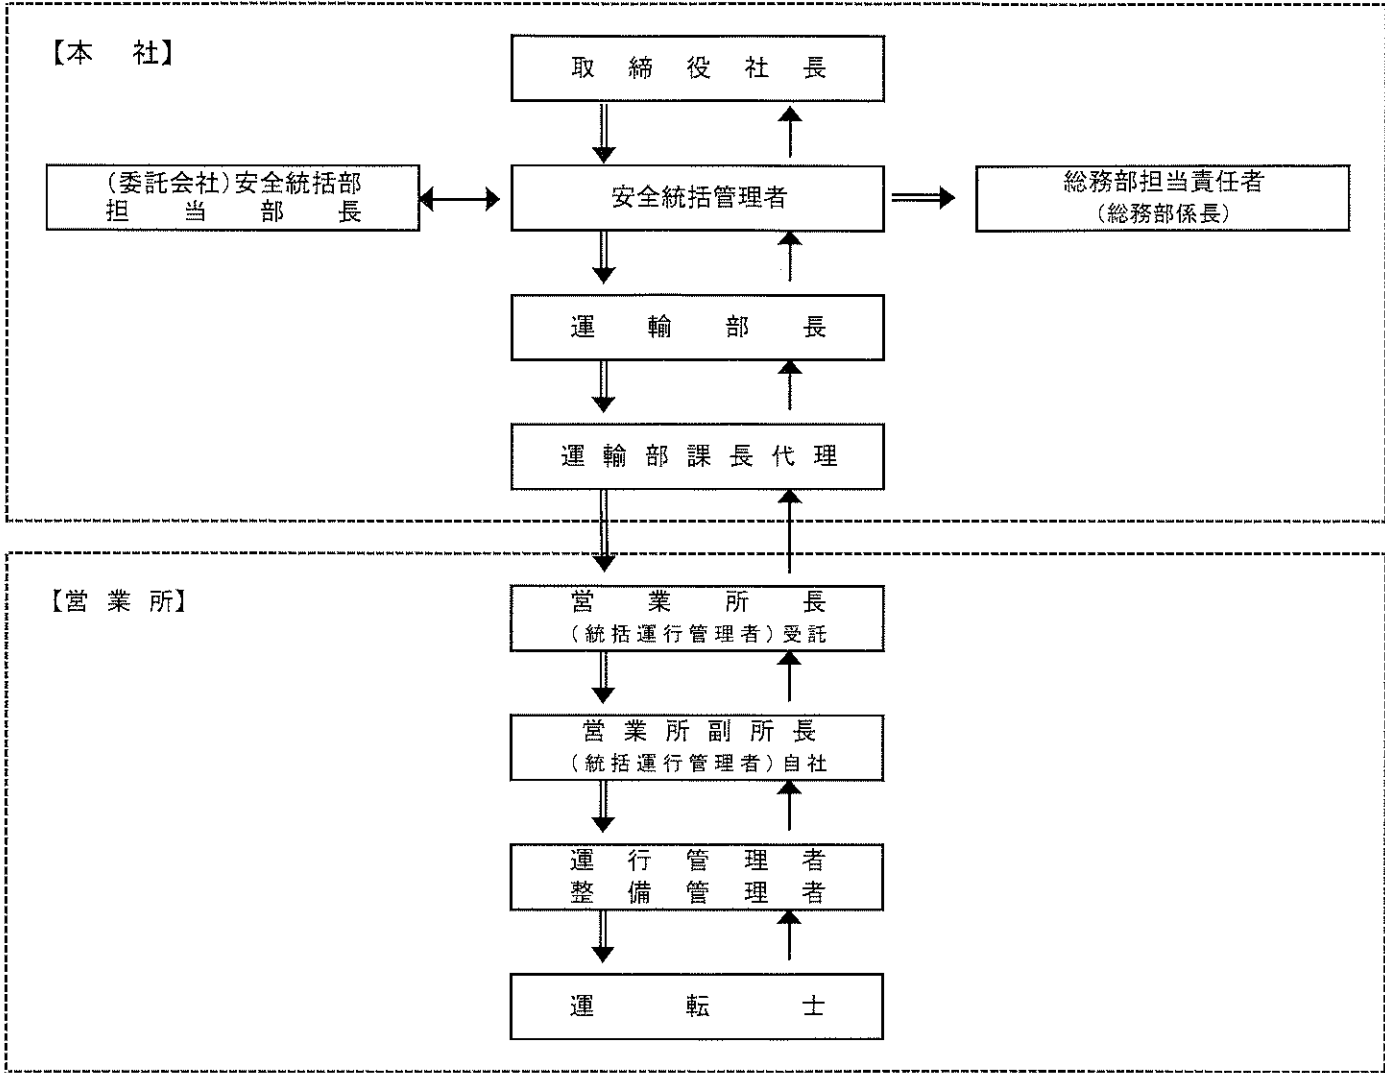 【本 社】
取締役社長
(委託会社)安全統括部
担当部長
安全統括管理者
総務部担当責任者
(総務部係長)
運輸部長
運輸部課長代理
【営業所】
営業所長
(統括運行管理者)受託
営業所副所長
(統括運行管理者)自社
運行管理者
整備管理者
運転士